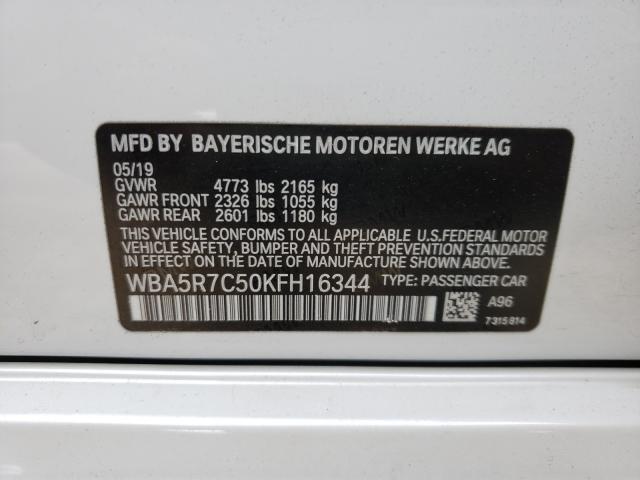 MFD BY BAYERISCHE MOTOREN WERKE AG
05/19
GVWR 4773 lbs 2165 kg
GAWR FRONT 2326 lbs 1055 kg
GAWR REAR 2601 lbs 1180 kg
THIS VEHICLE CONFORMS TO ALL APPLICABLE U.S.FEDERAL MOTOR
VEHICLE SAFETY, BUMPER AND THEFT PREVENTION STANDARDS
IN EFFECT ON THE DATE OF MANUFACTURE SHOWN ABOVE.
WBA5R7C50KFH16344 TYPE: PASSENGER CAR
A96
7315814